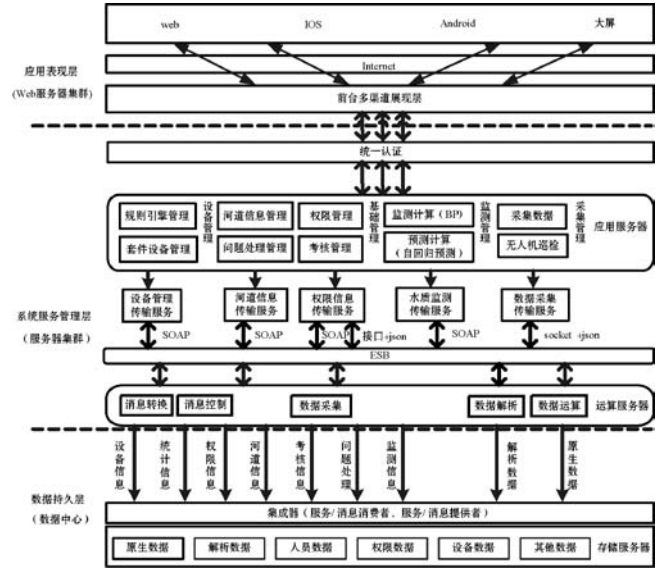 web IOS Android 大屏
应用表现层
(Web服务器集群)
Internet
前台多渠道展现层
统一认证
规则引擎管理 设备管理 河道信息管理 权限管理 基础管理 监测计算(BP) 监测管理 采集数据 采集管理 应用服务器
套件设备管理 问题处理管理 考核管理 预测计算 无人机巡检
(自回归预测)
系统服务管理层
(服务器集群)
设备管理 河道信息 权限信息 水质监测 数据采集
传输服务 传输服务 传输服务 传输服务 传输服务
SOAP SOAP SOAP 接口+json SOAP socket +json
ESB
消息转换 消息控制 数据采集 数据解析 数据运算 运算服务器
设备信息 统计信息 权限信息 河道信息 考核信息 问题处理 监测信息 解析数据 原生数据
数据持久层
(数据中心)
集成器(服务/消息消费者、服务/消息提供者)
原生数据 解析数据 人员数据 权限数据 设备数据 其他数据 存储服务器